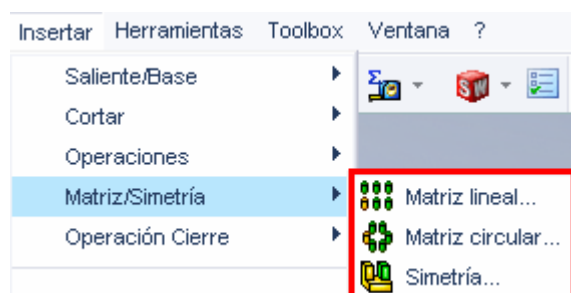 Insertar Herramientas Toolbox Ventana ?
Saliente/Base
Cortar
Operaciones
Matriz/Simetría
Operación Cierre
Matriz lineal...
Matriz circular...
Simetría...